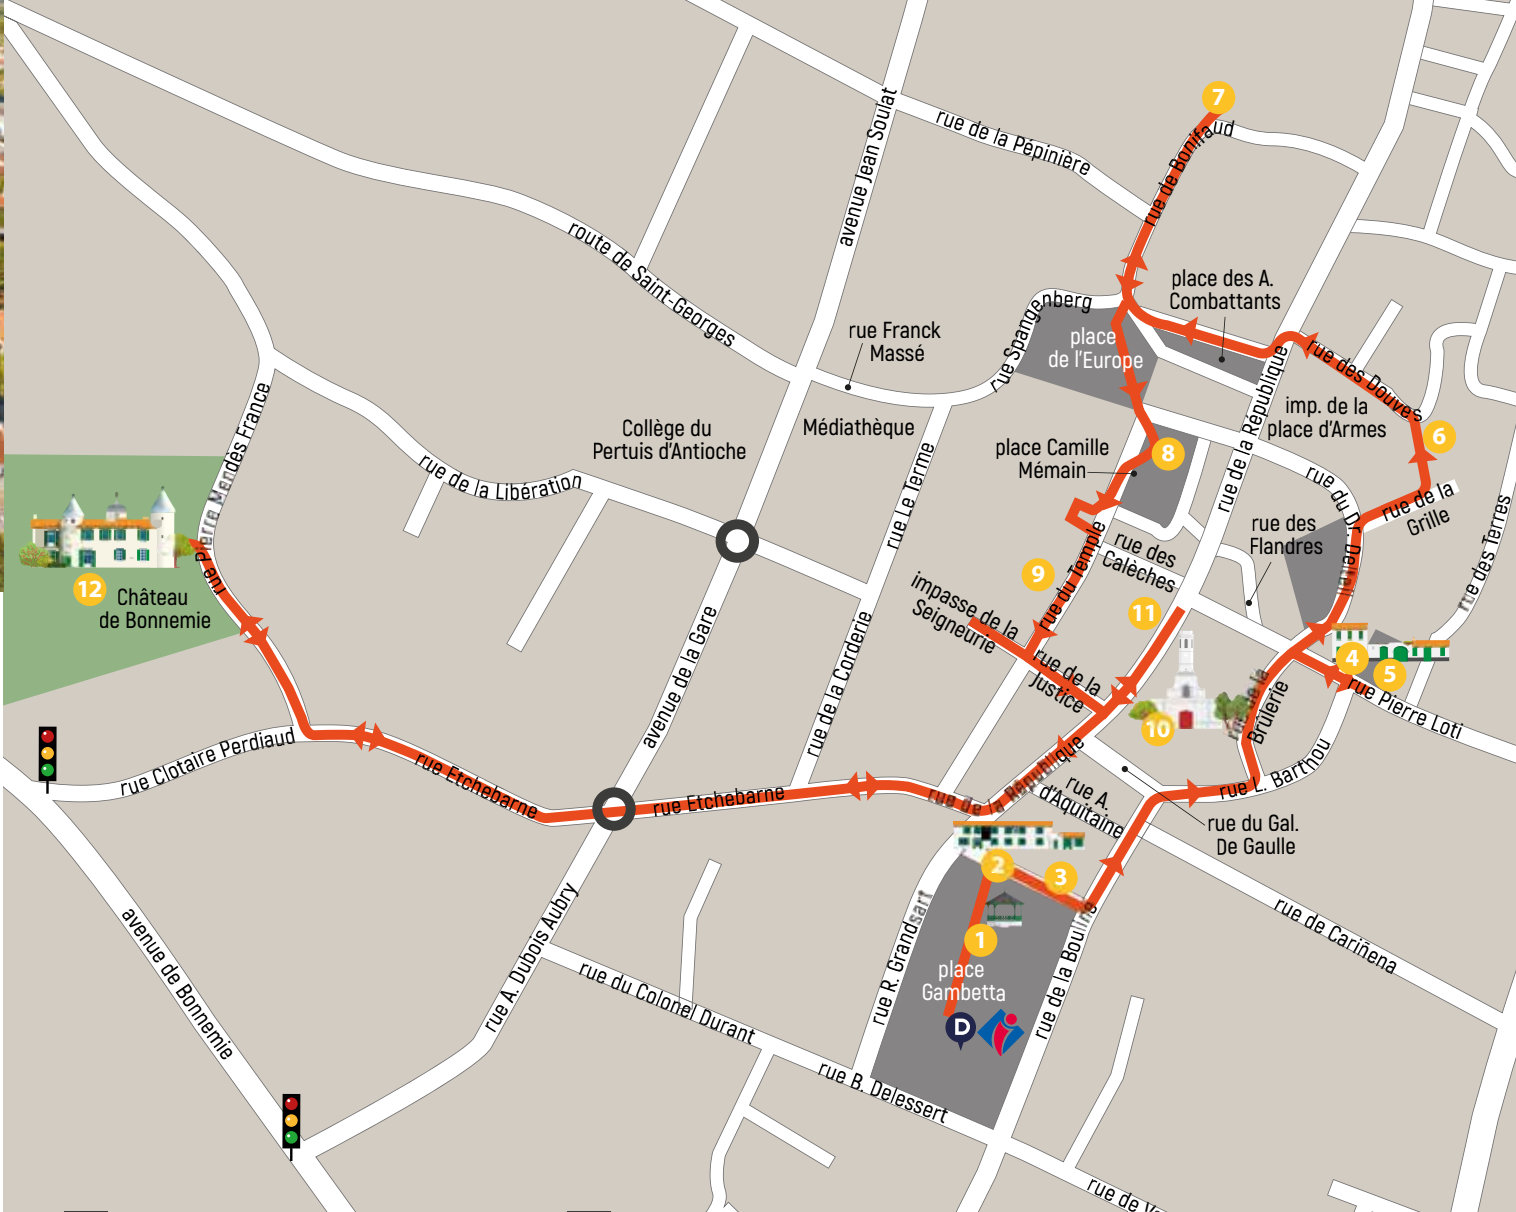 7
rue de Bonifaud
rue de la Pépinière
avenue Jean Soulat
route de Saint-Georges
place des A.
Combattants
rue Spangenberg
place
de l'Europe
rue Franck
Massé
rue des Douves
imp. de la
place d'Armes
6
Collège du
Pertuis d'Antioche
Médiathèque
place Camille
Mémain
8
rue de la République
rue du Dr. Deiteil
rue de la
Grille
rue des Terres
Pierre Mendès France
rue
rue de la Libération
rue Le Terme
rue des
Flandres
rue des
Calèches
9
rue du Temple
impasse de la
Seigneurie
11
12
Château
de Bonnemie
rue de la
Justice
10
4
5
rue Pierre Loti
rue de la
Brûlerie
avenue de la Gare
rue de la Corderie
rue Clotaire Perdiaud
rue Etchebarne
rue Etchebarne
rue de la République
rue A.
d'Aquitaine
rue L. Barthou
rue du Gal.
De Gaulle
2
3
1
place
Gambetta
D
rue R. Grandsart
rue de la Bouline
rue de Cariñena
rue A. Dubois Aubry
avenue de Bonnemie
rue du Colonel Durant
rue B. Delessert
rue de